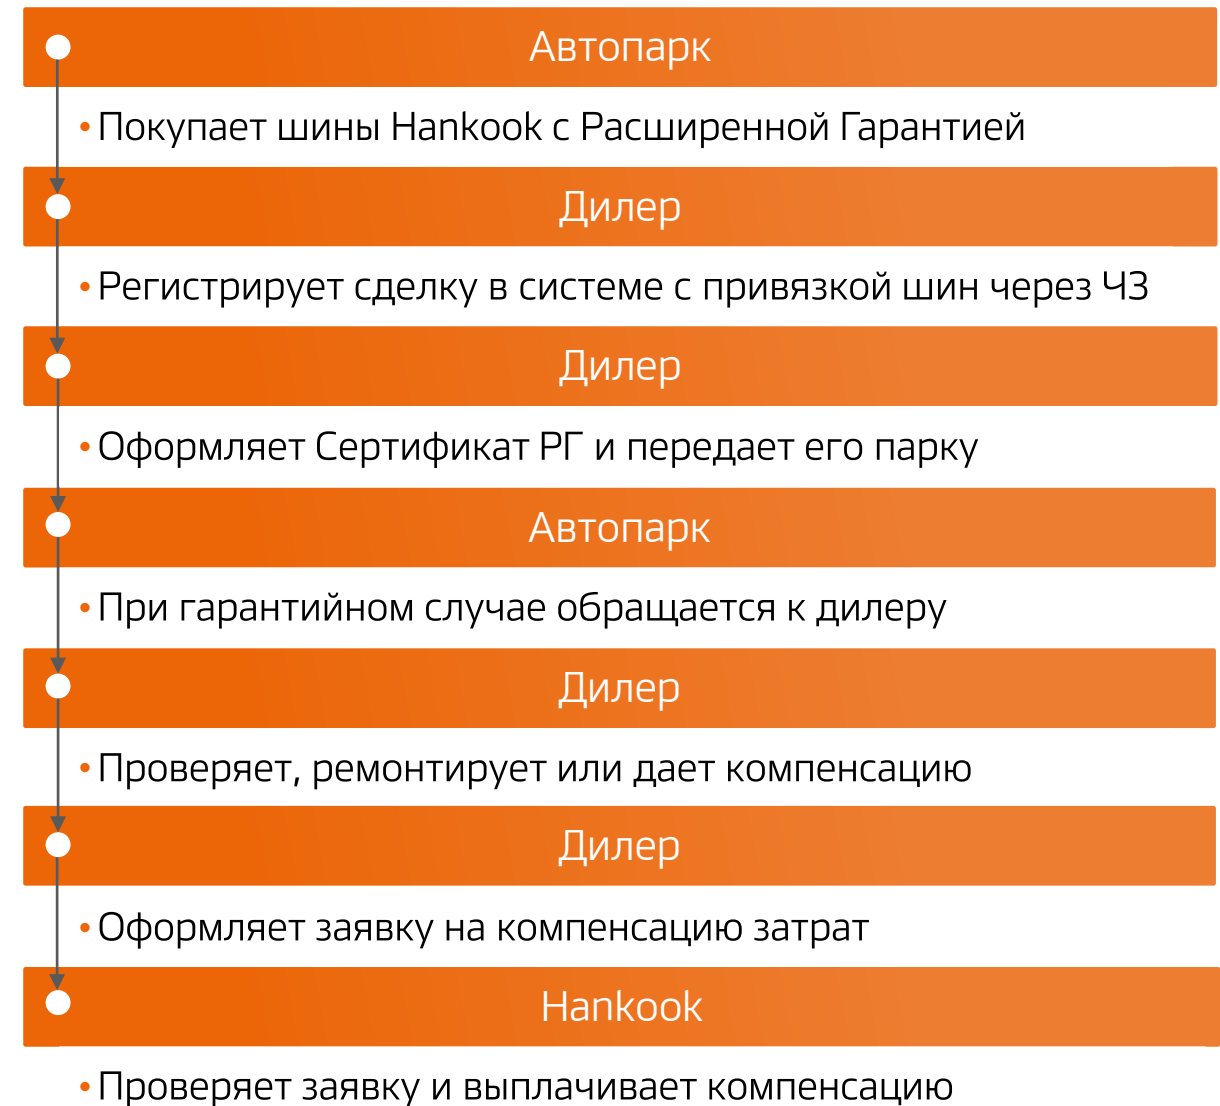 Автопарк
• Покупает шины Hankook с Расширенной Гарантией
Дилер
• Регистрирует сделку в системе с привязкой шин через ЧЗ
Дилер
• Оформляет Сертификат РГ и передает его парку
Автопарк
• При гарантийном случае обращается к дилеру
Дилер
• Проверяет, ремонтирует или дает компенсацию
Дилер
• Оформляет заявку на компенсацию затрат
Hankook
• Проверяет заявку и выплачивает компенсацию